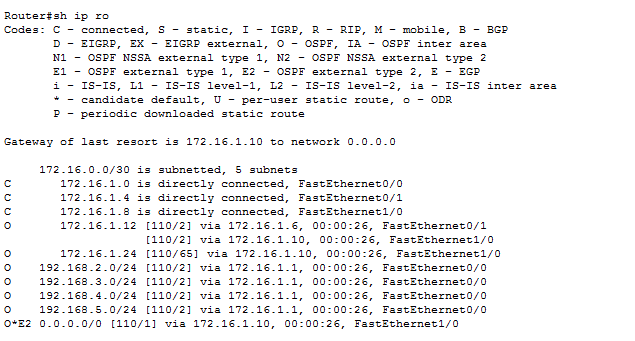 Router#sh ip ro
Codes: C - connected, S - static, I - IGRP, R - RIP, M - mobile, B - BGP
D - EIGRP, EX - EIGRP external, O - OSPF, IA - OSPF inter area
N1 - OSPF NSSA external type 1, N2 - OSPF NSSA external type 2
E1 - OSPF external type 1, E2 - OSPF external type 2, E - EGP
i - IS-IS, L1 - IS-IS level-1, L2 - IS-IS level-2, ia - IS-IS inter area
* - candidate default, U - per-user static route, o - ODR
P - periodic downloaded static route
Gateway of last resort is 172.16.1.10 to network 0.0.0.0
172.16.0.0/30 is subnetted, 5 subnets
C 172.16.1.0 is directly connected, FastEthernet0/0
C 172.16.1.4 is directly connected, FastEthernet0/1
C 172.16.1.8 is directly connected, FastEthernet1/0
O 172.16.1.12 [110/2] via 172.16.1.6, 00:00:26, FastEthernet0/1
[110/2] via 172.16.1.10, 00:00:26, FastEthernet1/0
O 172.16.1.24 [110/65] via 172.16.1.10, 00:00:26, FastEthernet1/0
O 192.168.2.0/24 [110/2] via 172.16.1.1, 00:00:26, FastEthernet0/0
O 192.168.3.0/24 [110/2] via 172.16.1.1, 00:00:26, FastEthernet0/0
O 192.168.4.0/24 [110/2] via 172.16.1.1, 00:00:26, FastEthernet0/0
O 192.168.5.0/24 [110/2] via 172.16.1.1, 00:00:26, FastEthernet0/0
O*E2 0.0.0.0/0 [110/1] via 172.16.1.10, 00:00:26, FastEthernet1/0